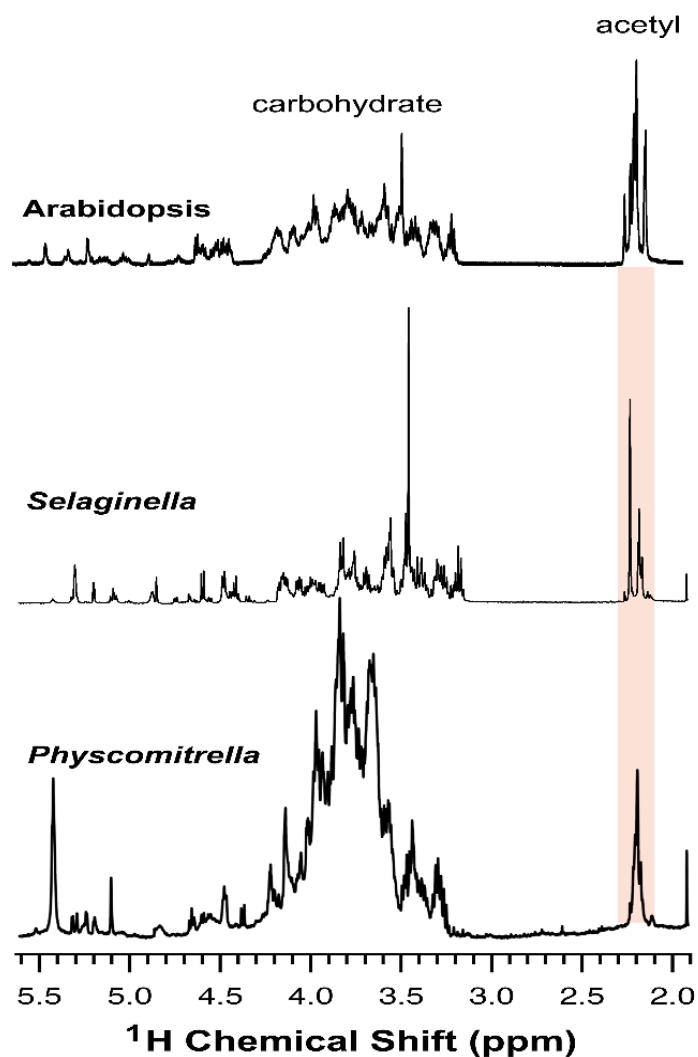 acetyl
carbohydrate
Arabidopsis
Selaginella
Physcomitrella
5.5 5.0 4.5 4.0 3.5 3.0 2.5 2.0
¹H Chemical Shift (ppm)